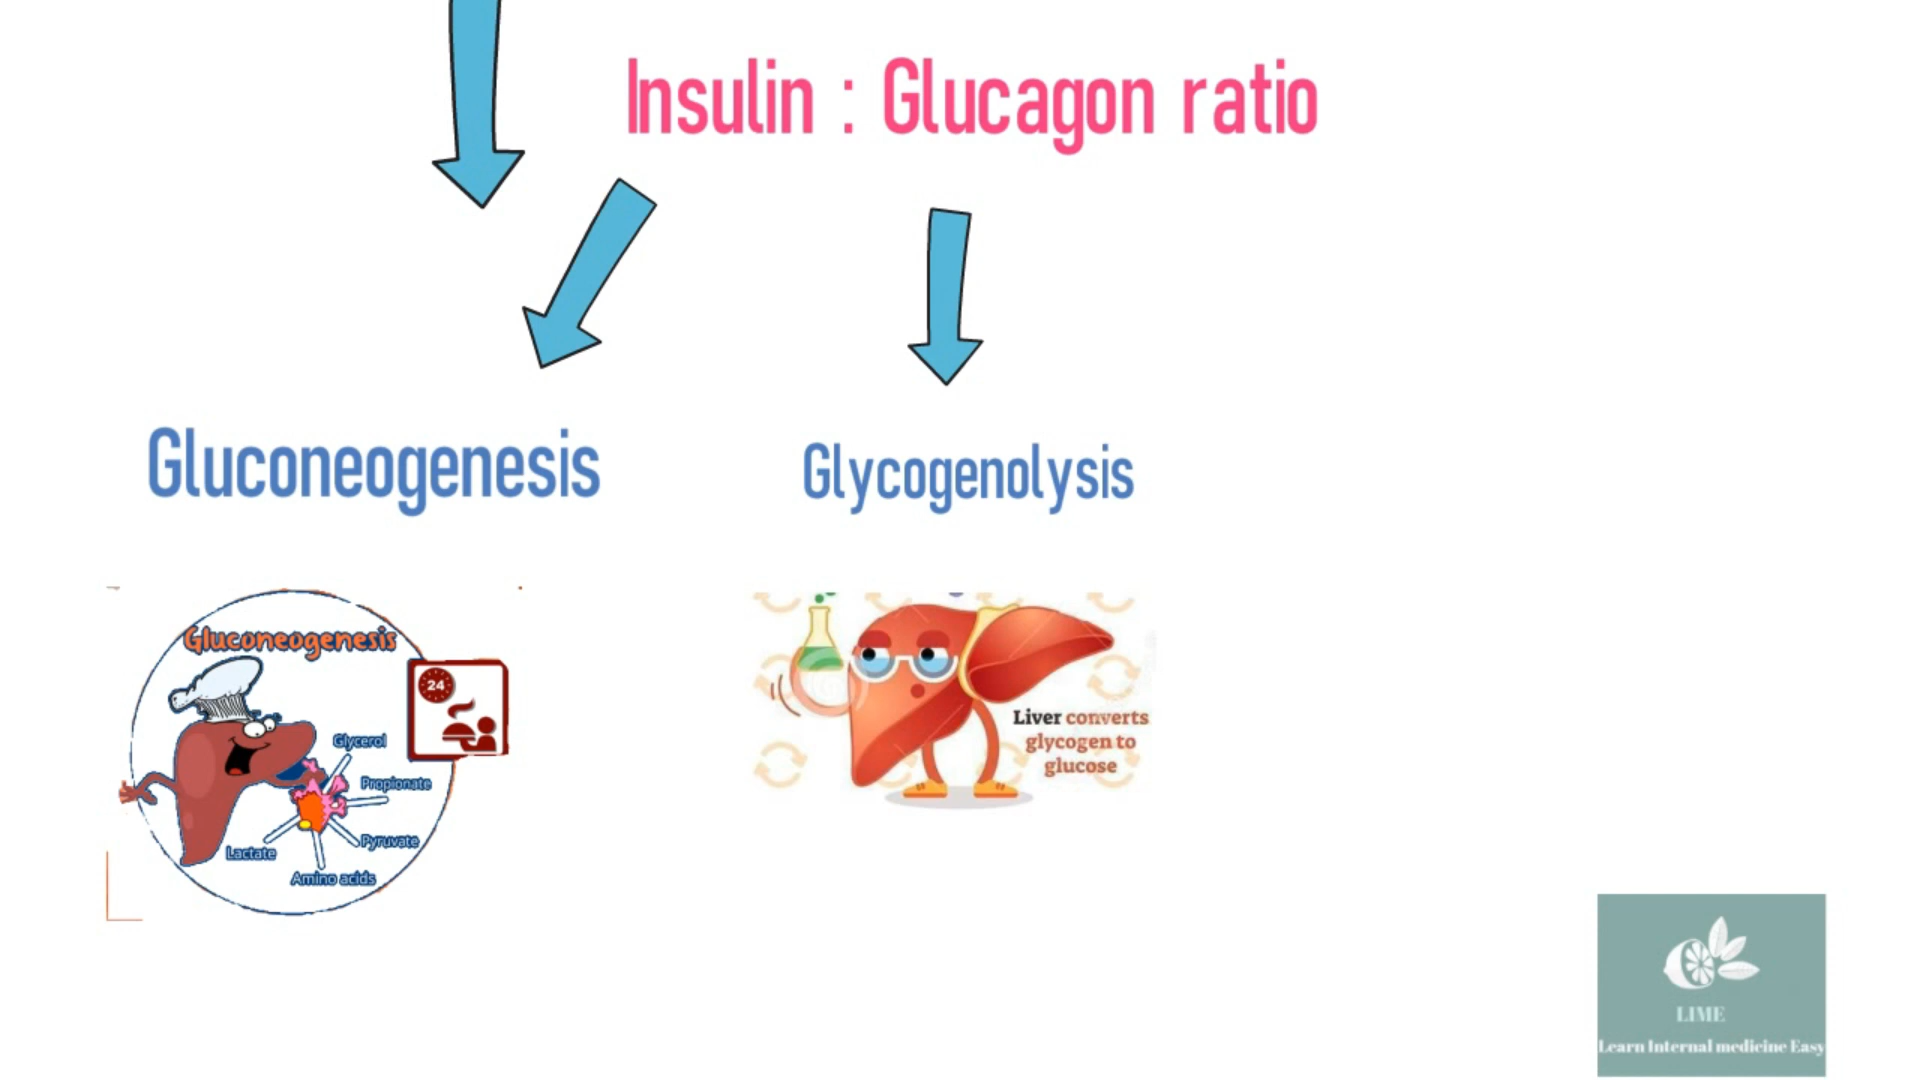 Insulin : Glucagon ratio
Gluconeogenesis
Glycogenolysis
Gluconeogenesis
24
Glycerol
Propionate
Pyruvate
Lactate
Amino acids
Liver converts
glycogen to
glucose
LIME
Learn Internal medicine Easy